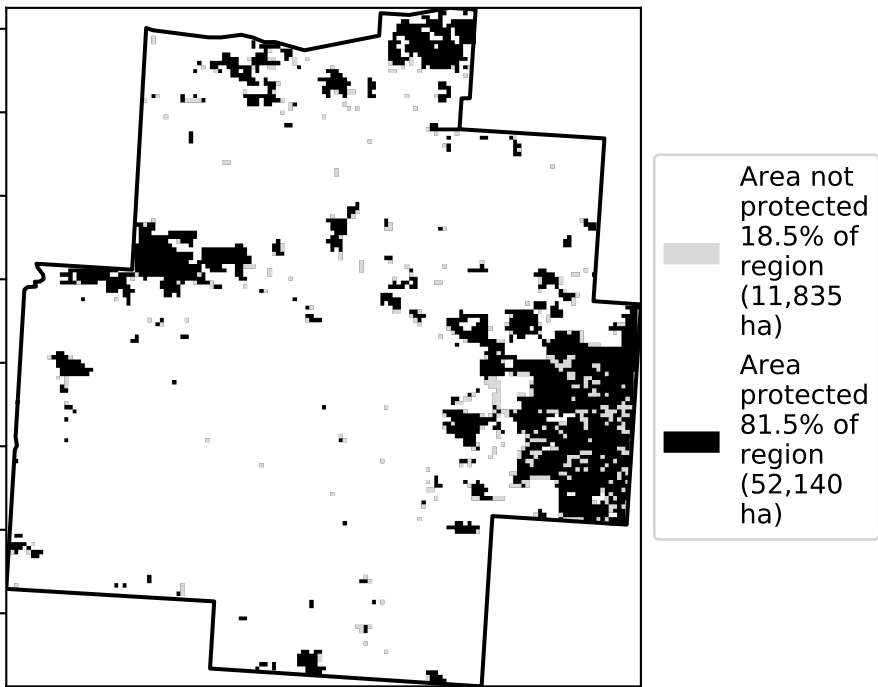 Area not
protected
18.5% of
region
(11,835
ha)
Area
protected
81.5% of
region
(52,140
ha)